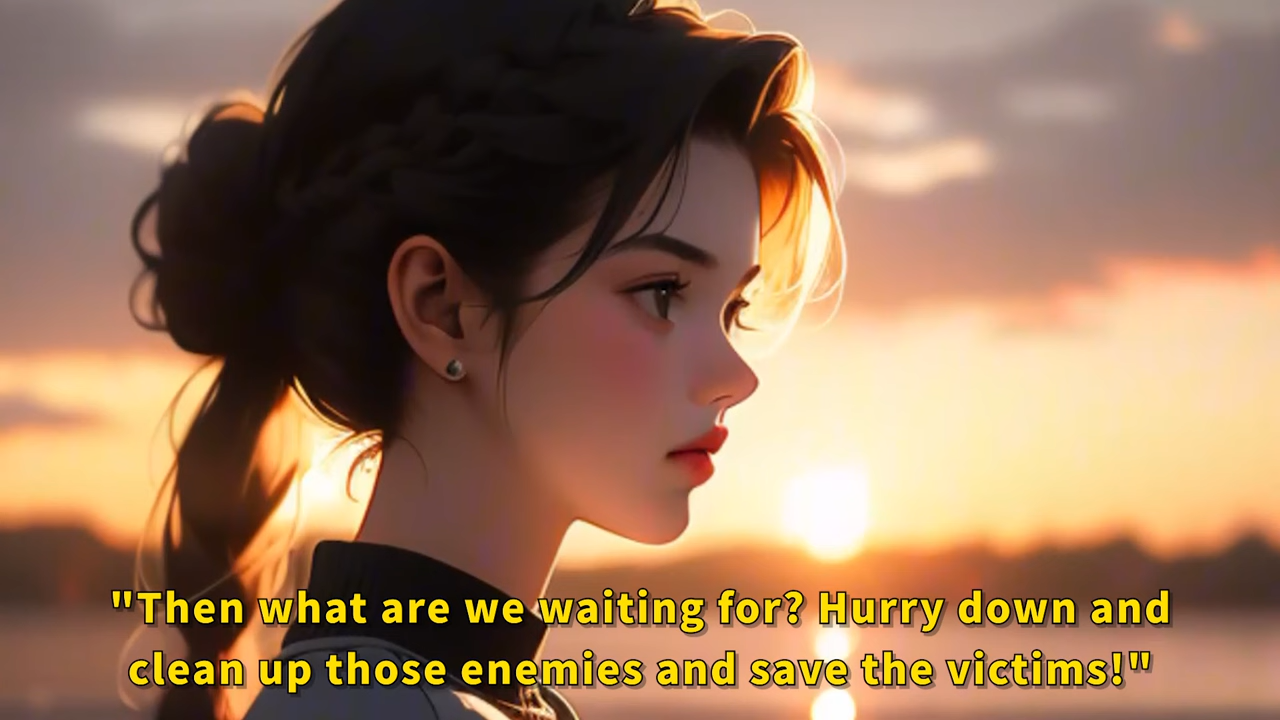 "Then what are we waiting for? Hurry down and
clean up those enemies and save the victims!"